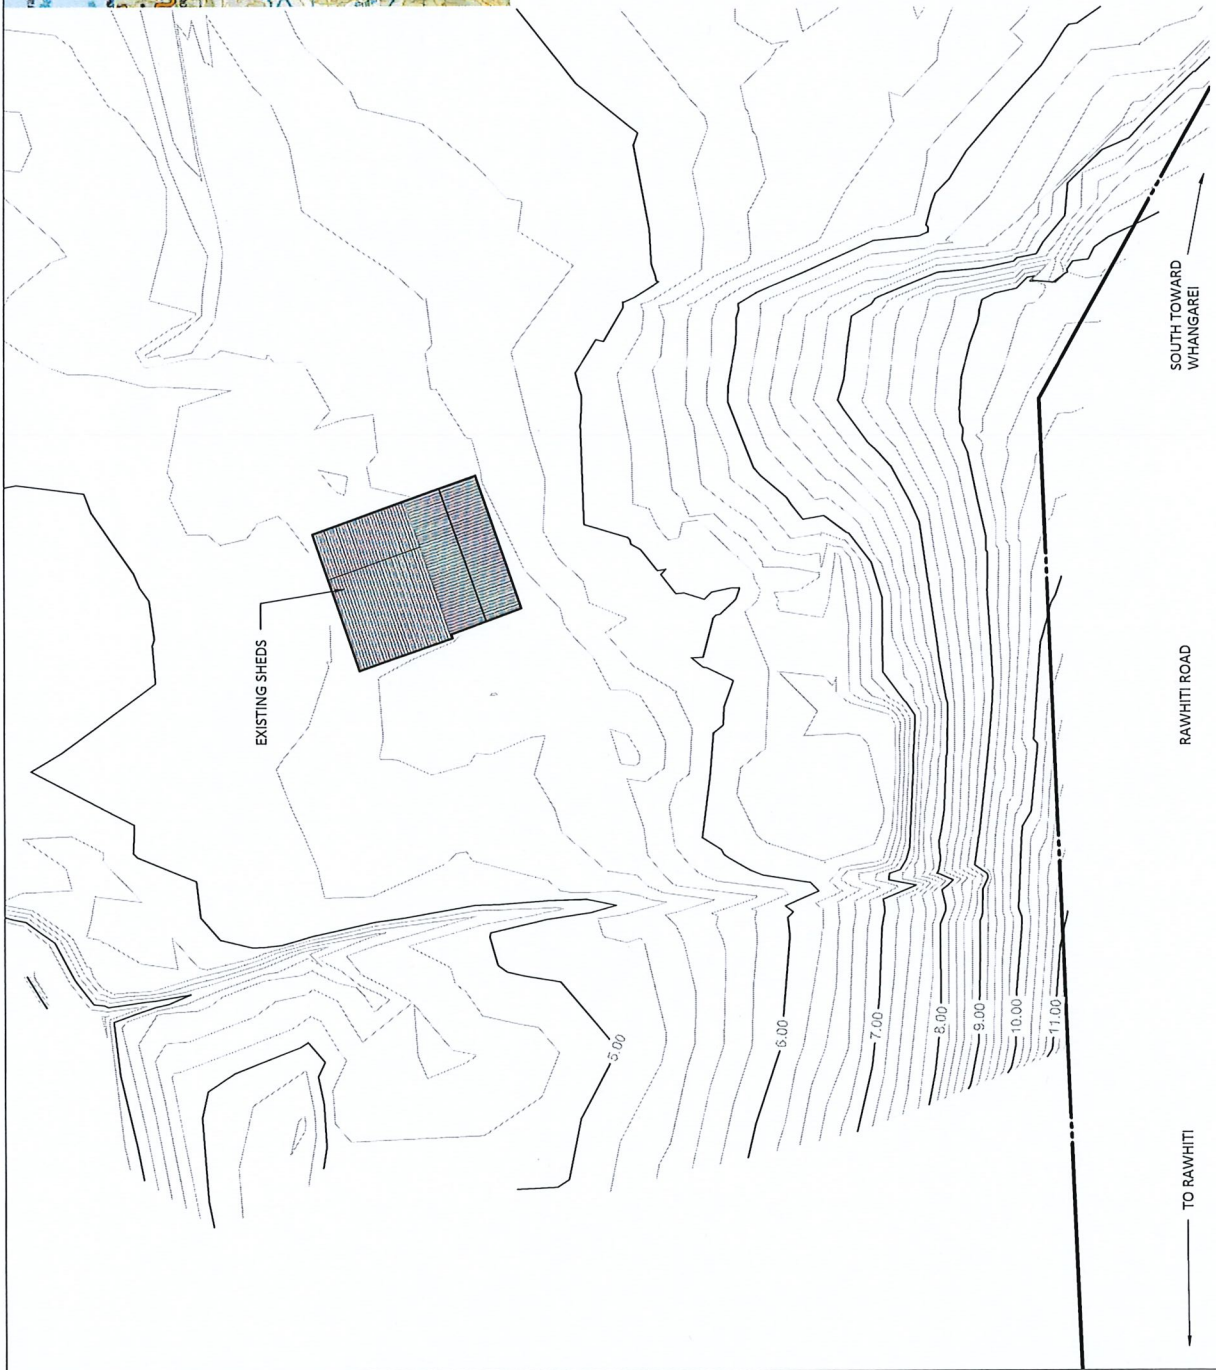 EXISTING SHEDS
5.00
6.00
7.00
8.00
9.00
10.00
11.00
SOUTH TOWARD
WHANGAREI
RAWHITI ROAD
TO RAWHITI